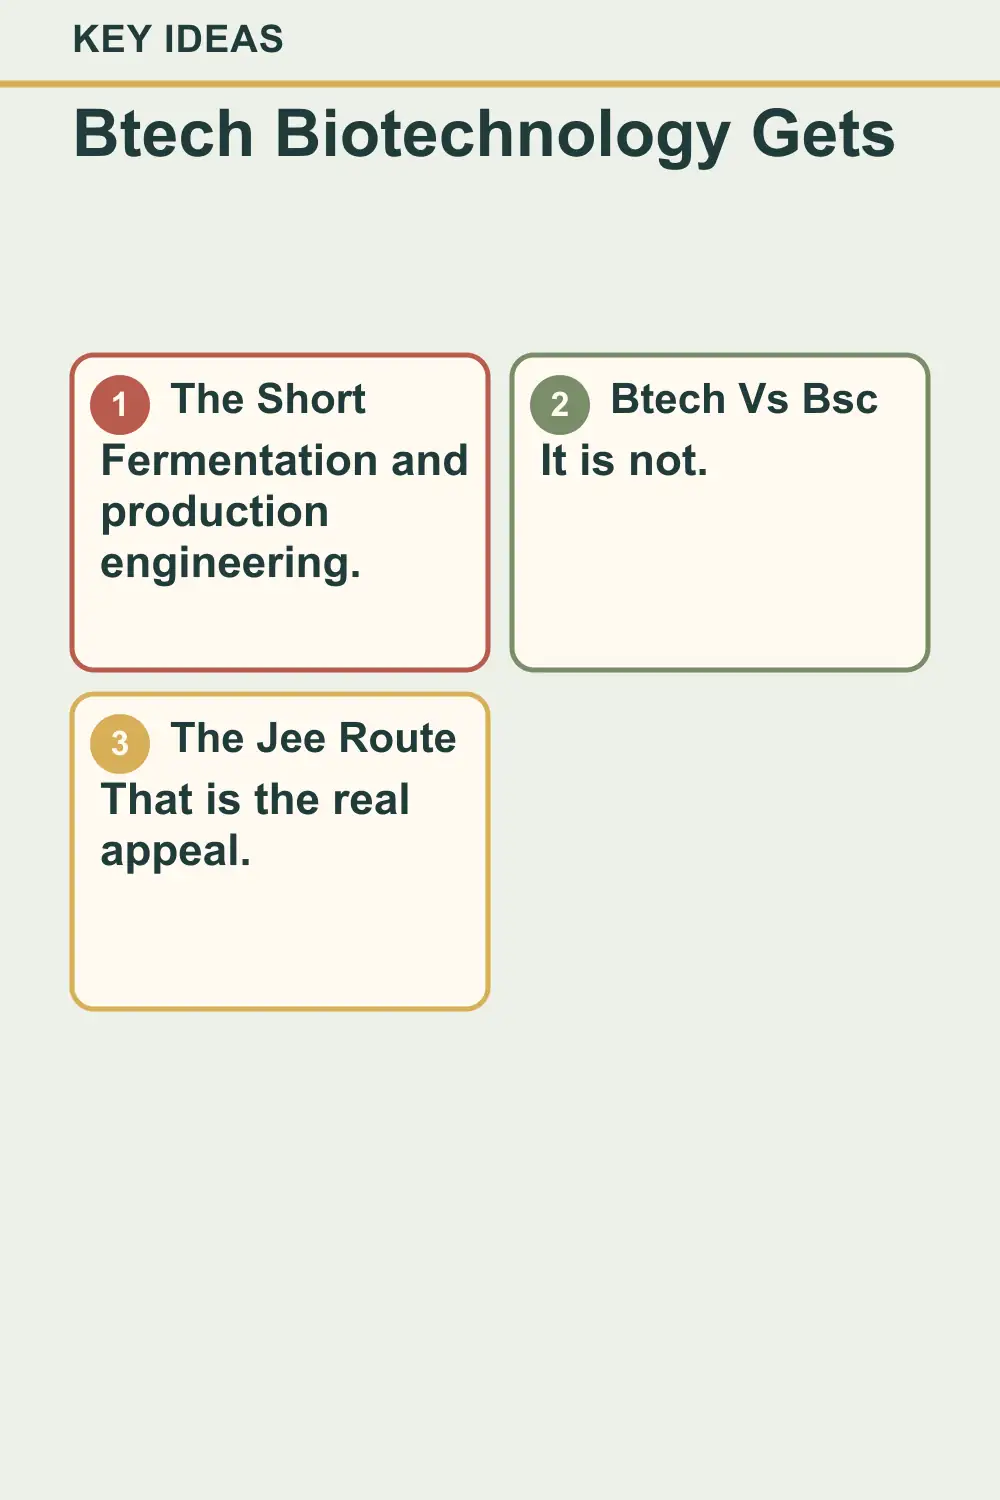 KEY IDEAS
Btech Biotechnology Gets
1 The Short
Fermentation and
production
engineering.
2 Btech Vs Bsc
It is not.
3 The Jee Route
That is the real
appeal.